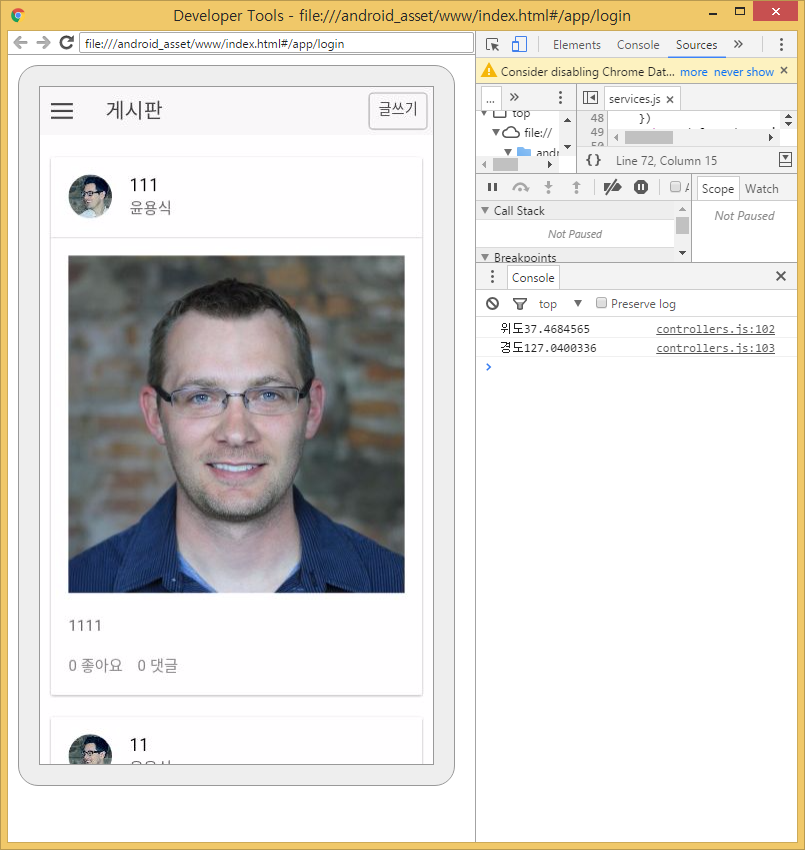 Developer Tools - file:///android_asset/www/index.html#/app/login
file:///android_asset/www/index.html#/app/login
게시판
글쓰기
111
윤용식
1111
0 좋아요 0 댓글
11
Elements Console Sources »
Consider disabling Chrome Dat... more never show
... »
services.js
top
file://
andr
48 })
49
{ } Line 72, Column 15
Scope Watch
Call Stack
Not Paused
Not Paused
Breakpoints
Console
top Preserve log
위도37.4684565 controllers.js:102
경도127.0400336 controllers.js:103